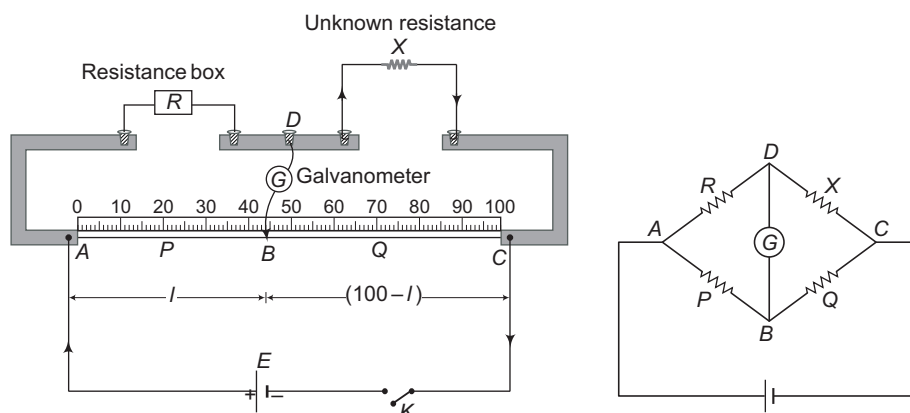 Unknown resistance
X
Resistance box
R
D
G Galvanometer
0 10 20 30 40 50 60 70 80 90 100
A P B Q C
l (100 – l)
E
+ –
K
D
R X
A G C
P Q
B